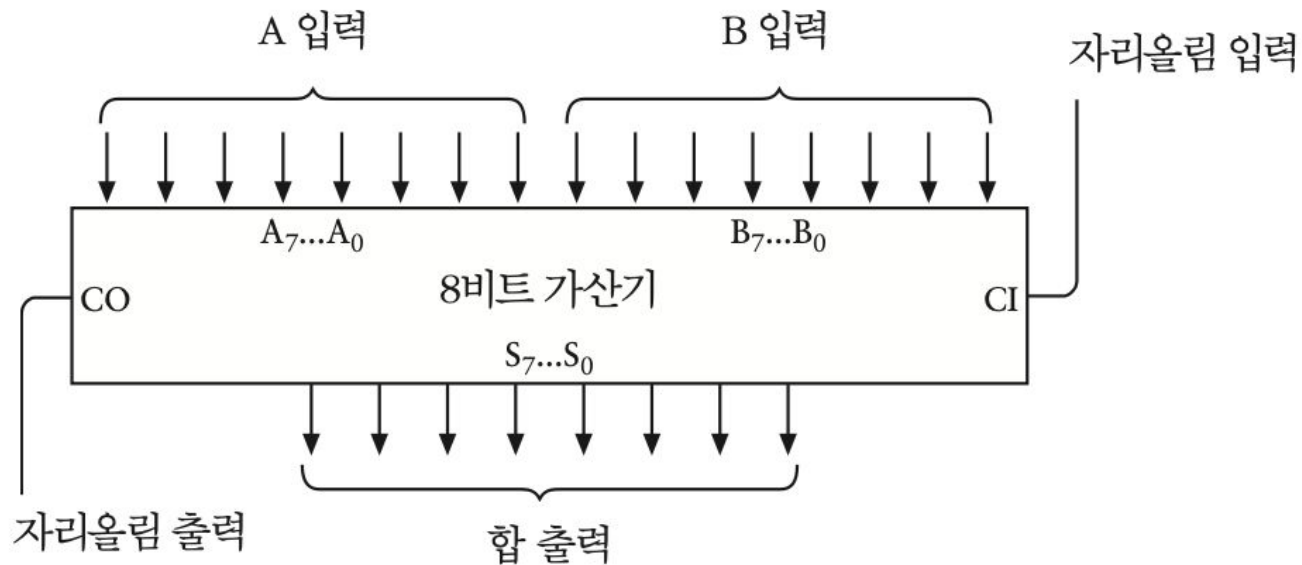 A 입력
B 입력
자리올림 입력
A₇...A₀
B₇...B₀
CO
8비트 가산기
CI
S₇...S₀
자리올림 출력
합 출력